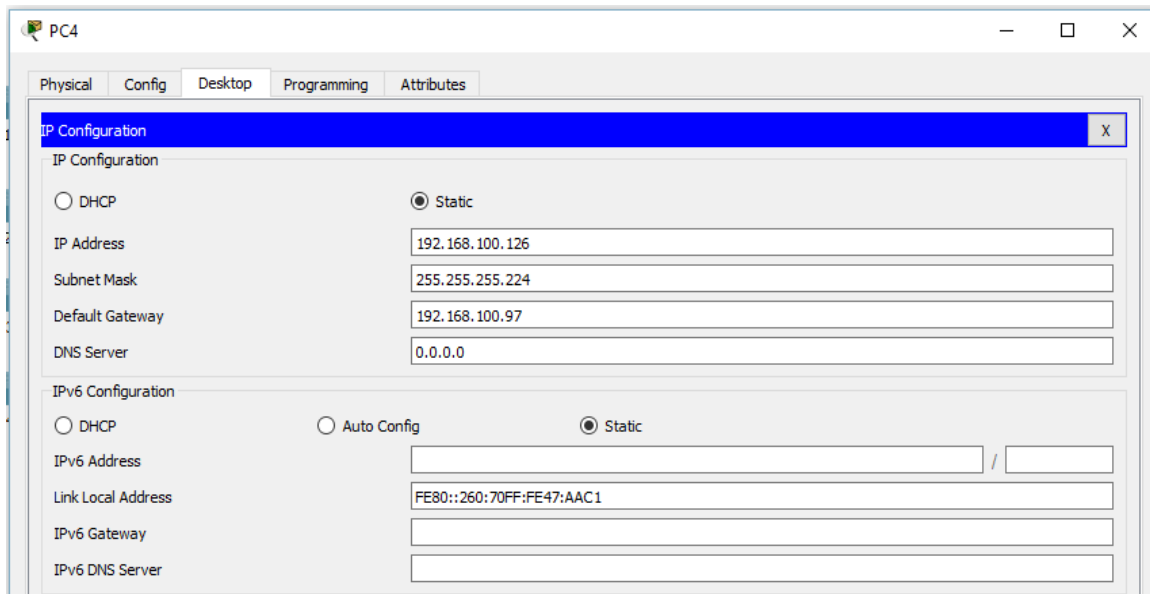 PC4
Physical Config Desktop Programming Attributes
IP Configuration X
IP Configuration
DHCP Static
IP Address 192.168.100.126
Subnet Mask 255.255.255.224
Default Gateway 192.168.100.97
DNS Server 0.0.0.0
IPv6 Configuration
DHCP Auto Config Static
IPv6 Address /
Link Local Address FE80::260:70FF:FE47:AAC1
IPv6 Gateway
IPv6 DNS Server